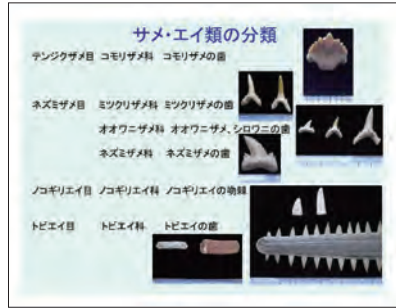 サメ・エイ類の分類
テンジクザメ目 コモリザメ科 コモリザメの歯
ネズミザメ目 ミツクリザメ科 ミツクリザメの歯
オオワニザメ科 オオワニザメ、シロワニの歯
ネズミザメ科 ネズミザメの歯
ノコギリエイ目 ノコギリエイ科 ノコギリエイの吻棘
トビエイ目 トビエイ科 トビエイの歯